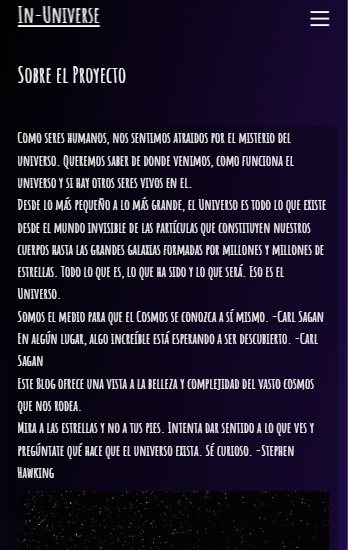 In-Universe
Sobre el Proyecto
Como seres humanos, nos sentimos atraidos por el misterio del
universo. Queremos saber de donde venimos, como funciona el
universo y si hay otros seres vivos en el.
Desde lo más pequeño a lo más grande, el Universo es todo lo que existe
desde el mundo invisible de las partículas que constituyen nuestros
cuerpos hasta las grandes galaxias formadas por millones y millones de
estrellas. Todo lo que es, lo que ha sido y lo que será. Eso es el
Universo.
Somos el medio para que el Cosmos se conozca a sí mismo. -Carl Sagan
En algún lugar, algo increíble está esperando a ser descubierto. -Carl
Sagan
Este Blog ofrece una vista a la belleza y complejidad del vasto cosmos
que nos rodea.
Mira a las estrellas y no a tus pies. Intenta dar sentido a lo que ves y
pregúntate qué hace que el universo exista. Sé curioso. -Stephen
Hawking